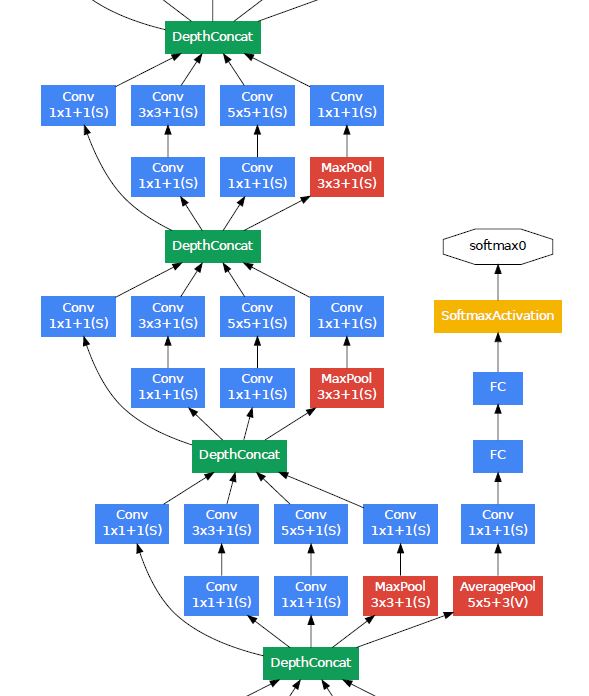 DepthConcat
Conv
1x1+1(S)
Conv
3x3+1(S)
Conv
5x5+1(S)
Conv
1x1+1(S)
Conv
1x1+1(S)
Conv
1x1+1(S)
MaxPool
3x3+1(S)
DepthConcat
softmax0
Conv
1x1+1(S)
Conv
3x3+1(S)
Conv
5x5+1(S)
Conv
1x1+1(S)
SoftmaxActivation
Conv
1x1+1(S)
Conv
1x1+1(S)
MaxPool
3x3+1(S)
FC
DepthConcat
FC
Conv
1x1+1(S)
Conv
3x3+1(S)
Conv
5x5+1(S)
Conv
1x1+1(S)
Conv
1x1+1(S)
Conv
1x1+1(S)
Conv
1x1+1(S)
MaxPool
3x3+1(S)
AveragePool
5x5+3(V)
DepthConcat